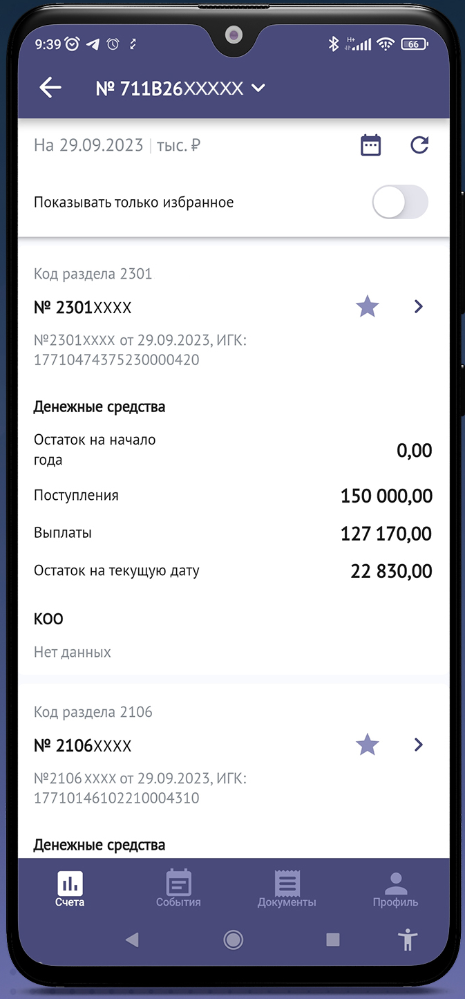 9:39
H+
66
№ 711В26XXXXX
На 29.09.2023 | тыс. ₽
Показывать только избранное
Код раздела 2301
№ 2301XXXX
№2301XXXX от 29.09.2023, ИГК:
17710474375230000420
Денежные средства
Остаток на начало
года
0,00
Поступления 150 000,00
Выплаты 127 170,00
Остаток на текущую дату 22 830,00
КОО
Нет данных
Код раздела 2106
№ 2106XXXX
№2106XXXX от 29.09.2023, ИГК:
17710146102210004310
Денежные средства
Счета События Документы Профиль